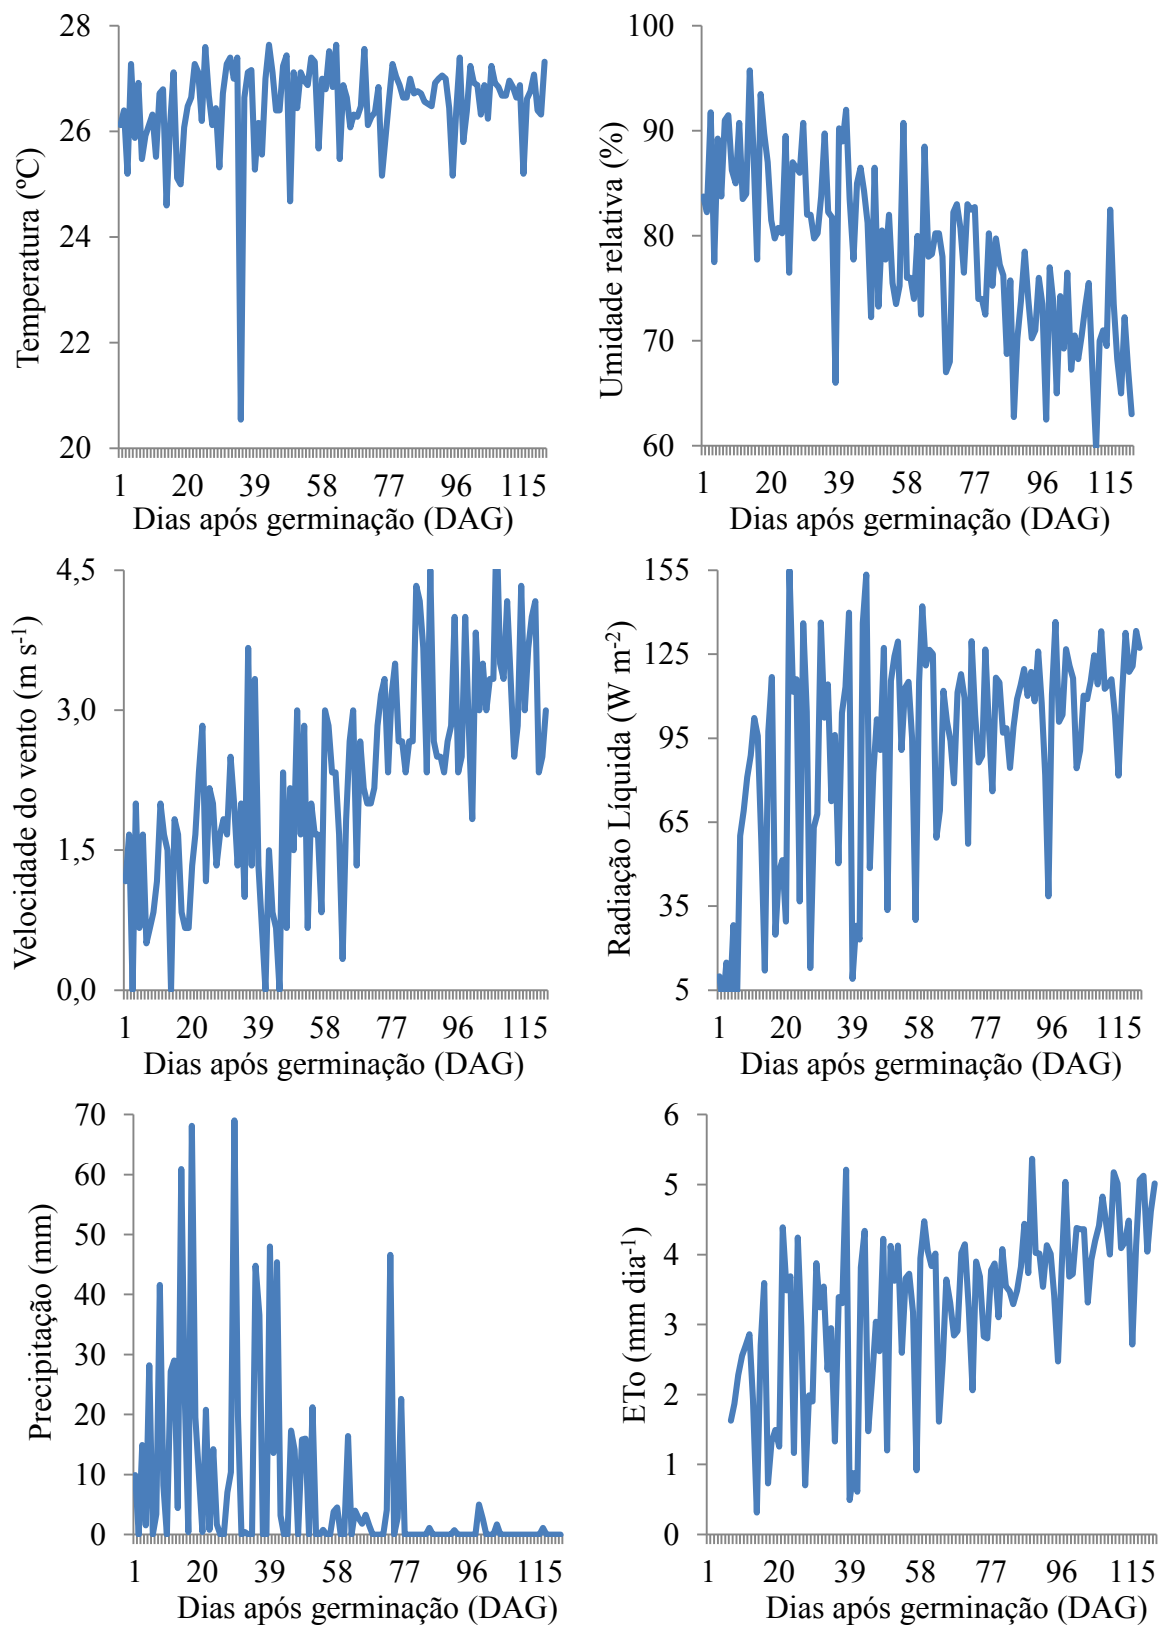 Temperatura (ºC)
28
26
24
22
20
1 20 39 58 77 96 115
Dias após germinação (DAG)
Umidade relativa (%)
100
90
80
70
60
1 20 39 58 77 96 115
Dias após germinação (DAG)
Velocidade do vento (m s-1)
4,5
3,0
1,5
0,0
1 20 39 58 77 96 115
Dias após germinação (DAG)
Radiação Líquida (W m-2)
155
125
95
65
35
5
1 20 39 58 77 96 115
Dias após germinação (DAG)
Precipitação (mm)
70
60
50
40
30
20
10
0
1 20 39 58 77 96 115
Dias após germinação (DAG)
ETo (mm dia-1)
6
5
4
3
2
1
0
1 20 39 58 77 96 115
Dias após germinação (DAG)